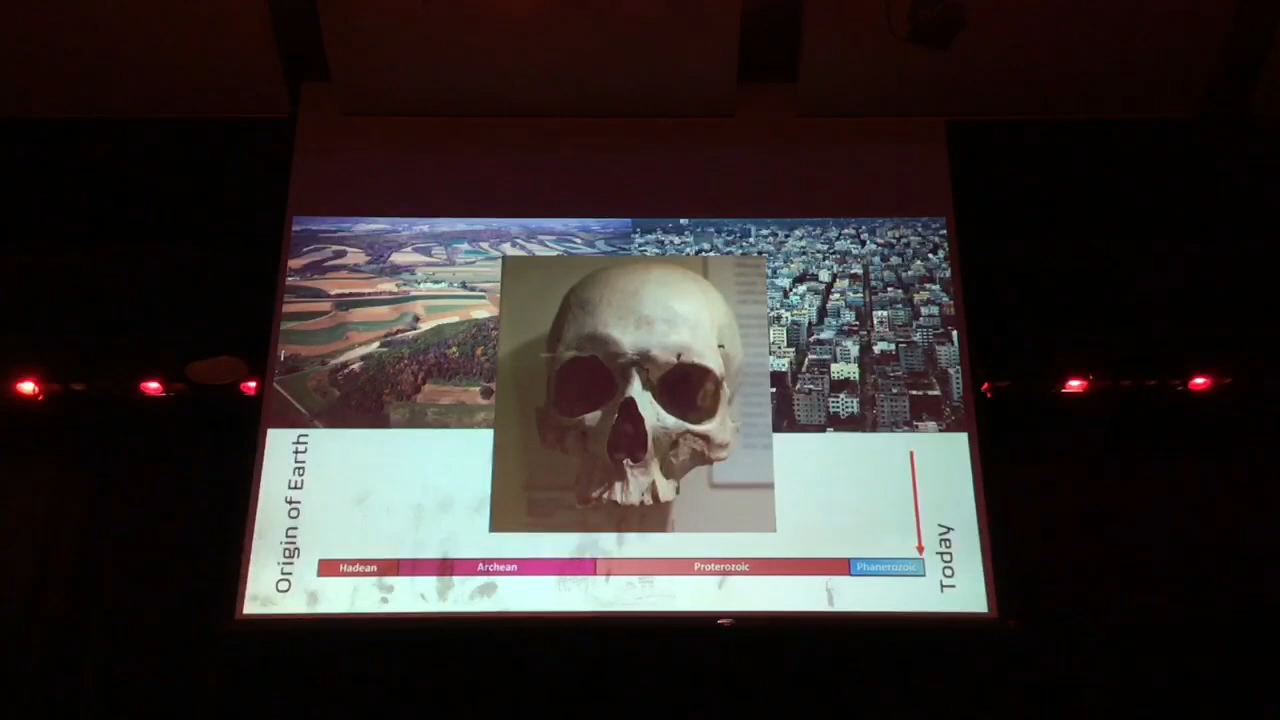 Origin of Earth
Hadean
Archean
Proterozoic
Phanerozoic
Today